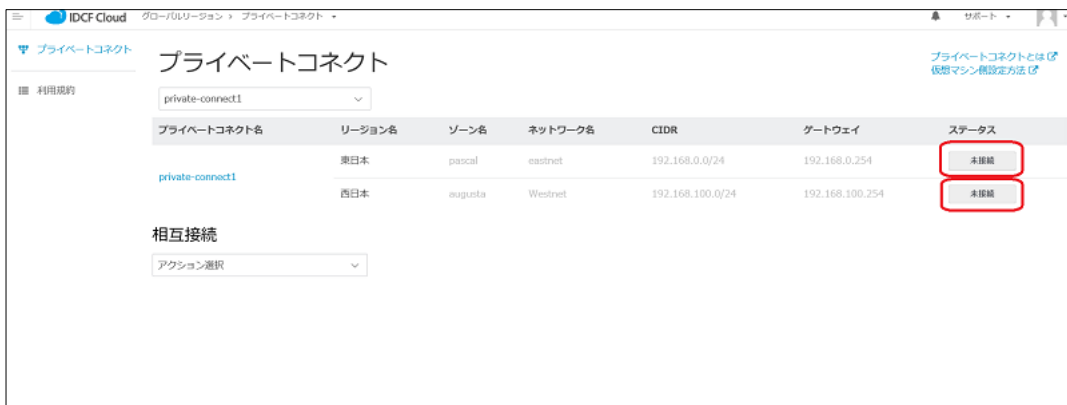 IDCF Cloud グローバルリージョン › プライベートコネクト サポート
プライベートコネクト
利用規約
プライベートコネクト
プライベートコネクトとは
仮想マシン側設定方法
private-connect1
プライベートコネクト名 リージョン名 ゾーン名 ネットワーク名 CIDR ゲートウェイ ステータス
private-connect1
東日本 pascal eastnet 192.168.0.0/24 192.168.0.254 未接続
西日本 augusta Westnet 192.168.100.0/24 192.168.100.254 未接続
相互接続
アクション選択